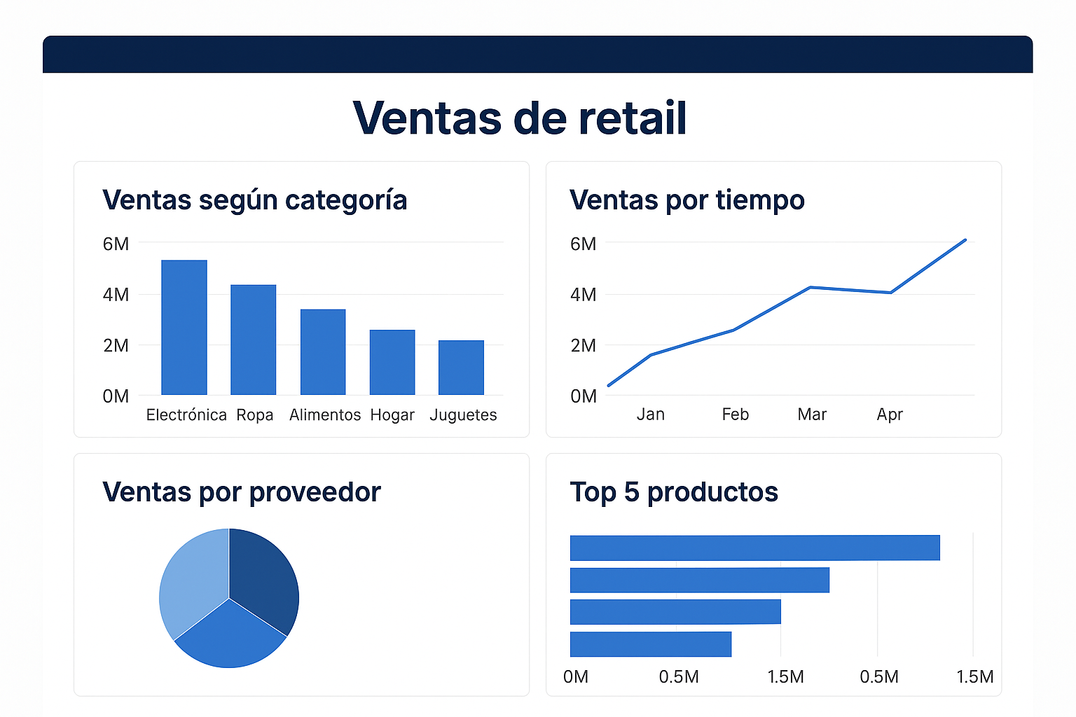 Ventas de retail
Ventas según categoría
6M
4M
2M
0M
Electrónica Ropa Alimentos Hogar Juguetes
Ventas por tiempo
6M
4M
2M
0M
Jan Feb Mar Apr
Ventas por proveedor
Top 5 productos
0M 0.5M 1.5M 0.5M 1.5M